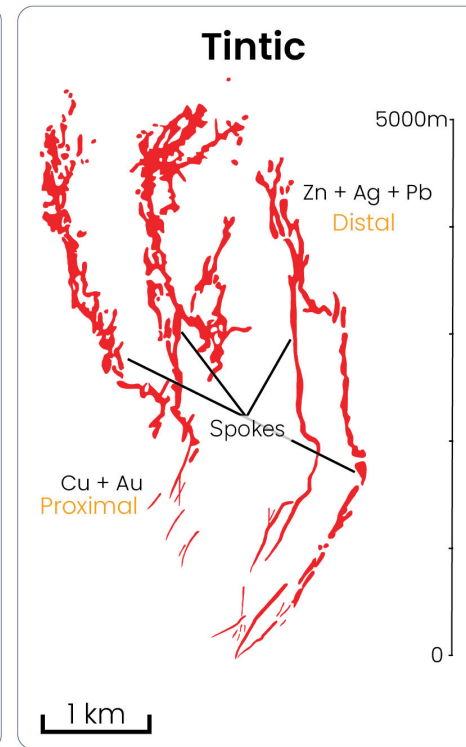 Tintic
5000m
Zn + Ag + Pb
Distal
Spokes
Cu + Au
Proximal
0
1 km